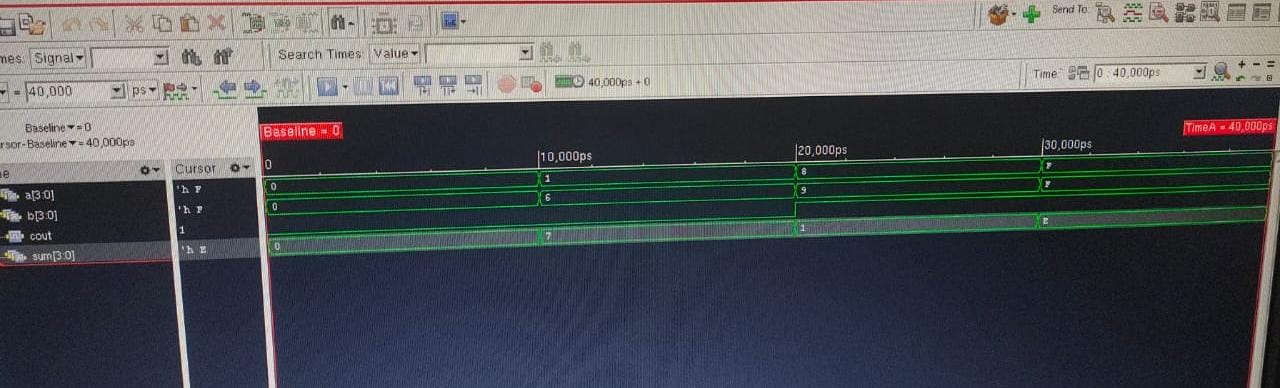 Send To:
mes: Signal
Search Times: Value
= 40,000 ps
40,000ps + 0
Time: 0 : 40,000ps
Baseline = 0
rsor-Baseline = 40,000ps
Baseline = 0
TimeA = 40,000ps
e Cursor
0 10,000ps 20,000ps 30,000ps
a[3:0] 'h F 0 1 8 F
b[3:0] 'h F 0 6 9 F
cout 1
sum[3:0] 'h E 0 7 1 E